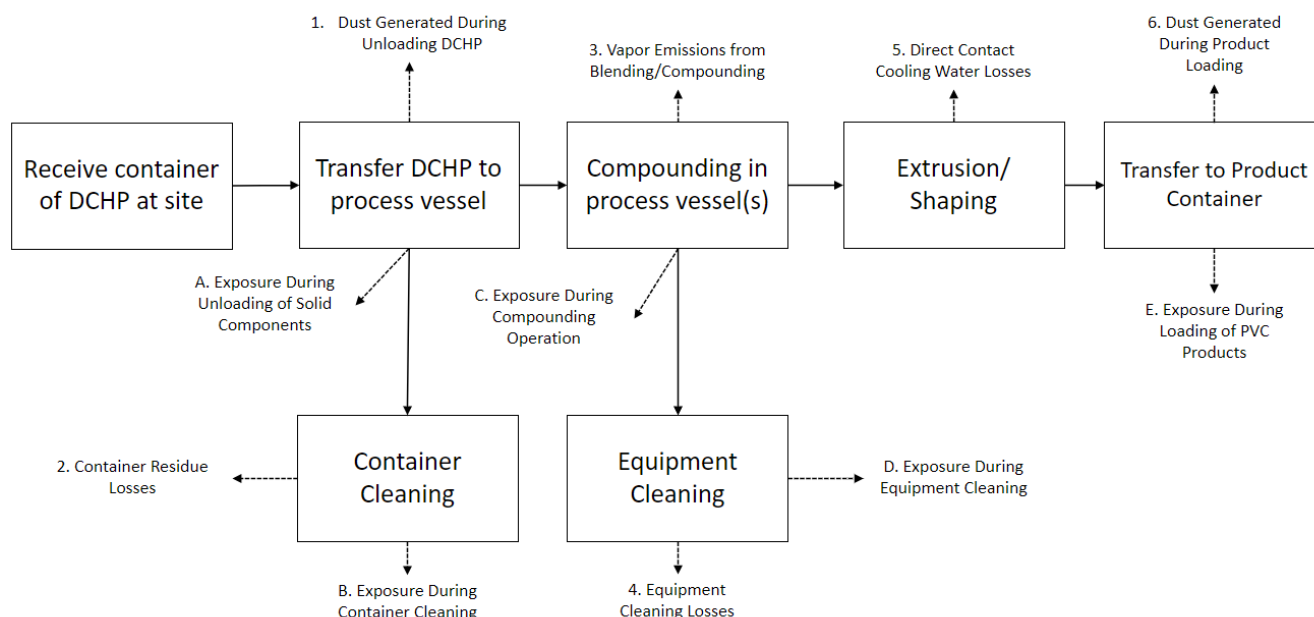 1. Dust Generated During
Unloading DCHP
3. Vapor Emissions from
Blending/Compounding
5. Direct Contact
Cooling Water Losses
6. Dust Generated
During Product
Loading
Receive container
of DCHP at site
Transfer DCHP to
process vessel
Compounding in
process vessel(s)
Extrusion/
Shaping
Transfer to Product
Container
A. Exposure During
Unloading of Solid
Components
C. Exposure During
Compounding
Operation
E. Exposure During
Loading of PVC
Products
2. Container Residue
Losses
Container
Cleaning
Equipment
Cleaning
D. Exposure During
Equipment Cleaning
B. Exposure During
Container Cleaning
4. Equipment
Cleaning Losses